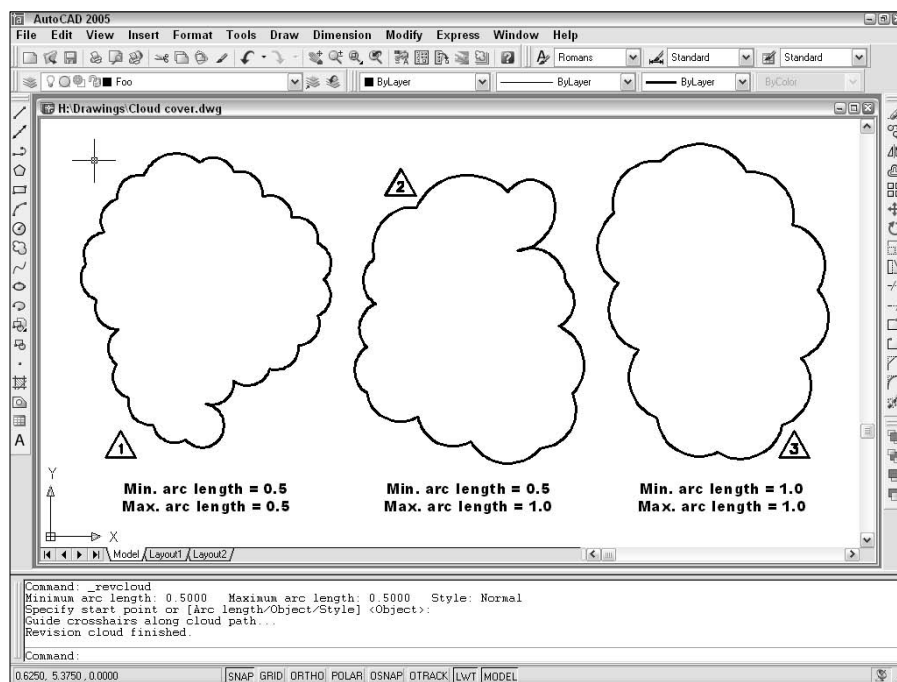 AutoCAD 2005
File Edit View Insert Format Tools Draw Dimension Modify Express Window Help
Romans Standard Standard
Foo ByLayer ByLayer ByLayer ByColor
H:\Drawings\Cloud cover.dwg
2
1
3
Min. arc length = 0.5 Min. arc length = 0.5 Min. arc length = 1.0
Max. arc length = 0.5 Max. arc length = 1.0 Max. arc length = 1.0
Y
X
Model Layout1 Layout2
Command: _revcloud
Minimum arc length: 0.5000 Maximum arc length: 0.5000 Style: Normal
Specify start point or [Arc length/Object/Style] <Object>:
Guide crosshairs along cloud path...
Revision cloud finished.
Command:
0.6250, 5.3750, 0.0000 SNAP GRID ORTHO POLAR OSNAP OTRACK LWT MODEL